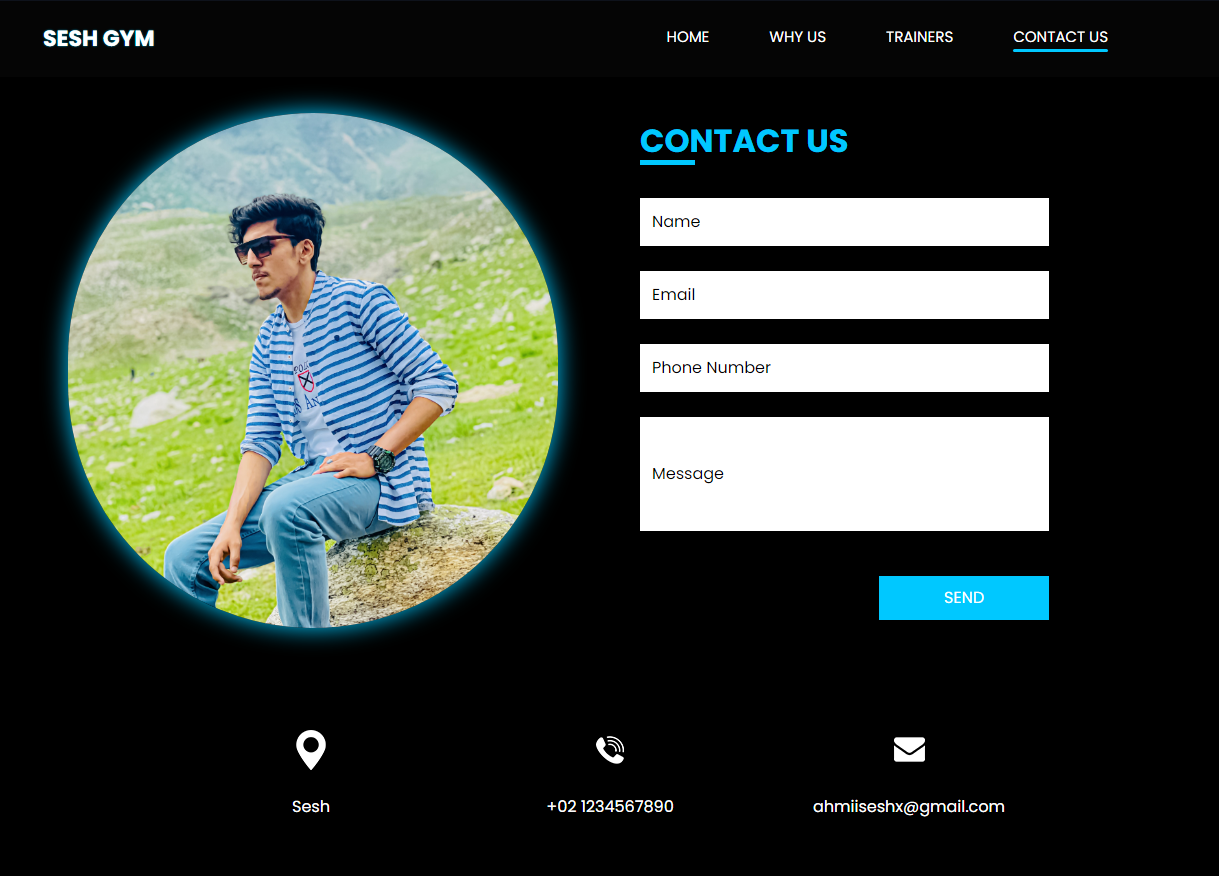 SESH GYM
HOME
WHY US
TRAINERS
CONTACT US
CONTACT US
Name
Email
Phone Number
Message
SEND
Sesh
+02 1234567890
ahmiiseshx@gmail.com